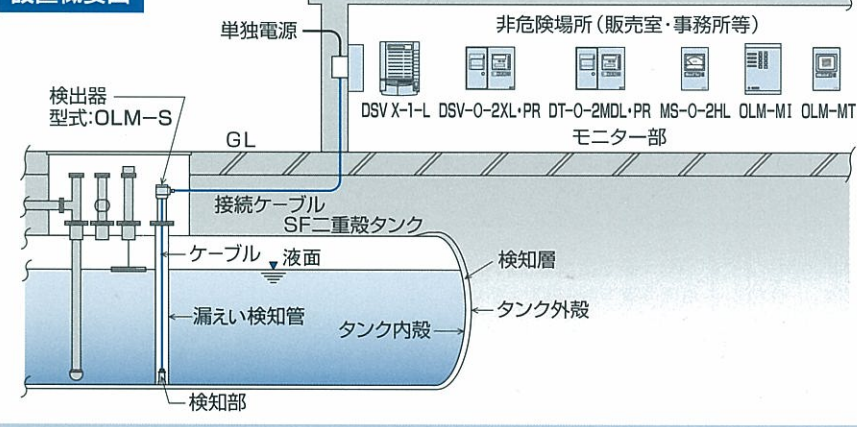 設置概要図
非危険場所(販売室・事務所等)
単独電源
DSV X-1-L DSV-O-2XL・PR DT-O-2MDL・PR MS-O-2HL OLM-MI OLM-MT
モニター部
検出器
型式:OLM-S
GL
接続ケーブル
SF二重殻タンク
ケーブル
液面
検知層
漏えい検知管
タンク外殻
タンク内殻
検知部